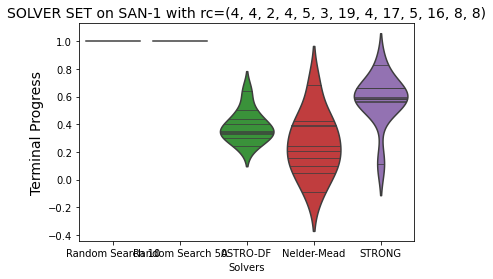 SOLVER SET on SAN-1 with rc=(4, 4, 2, 4, 5, 3, 19, 4, 17, 5, 16, 8, 8)
Terminal Progress
1.0
0.8
0.6
0.4
0.2
0.0
−0.2
−0.4
Random Search 10 Random Search 50 ASTRO-DF Nelder-Mead STRONG
Solvers